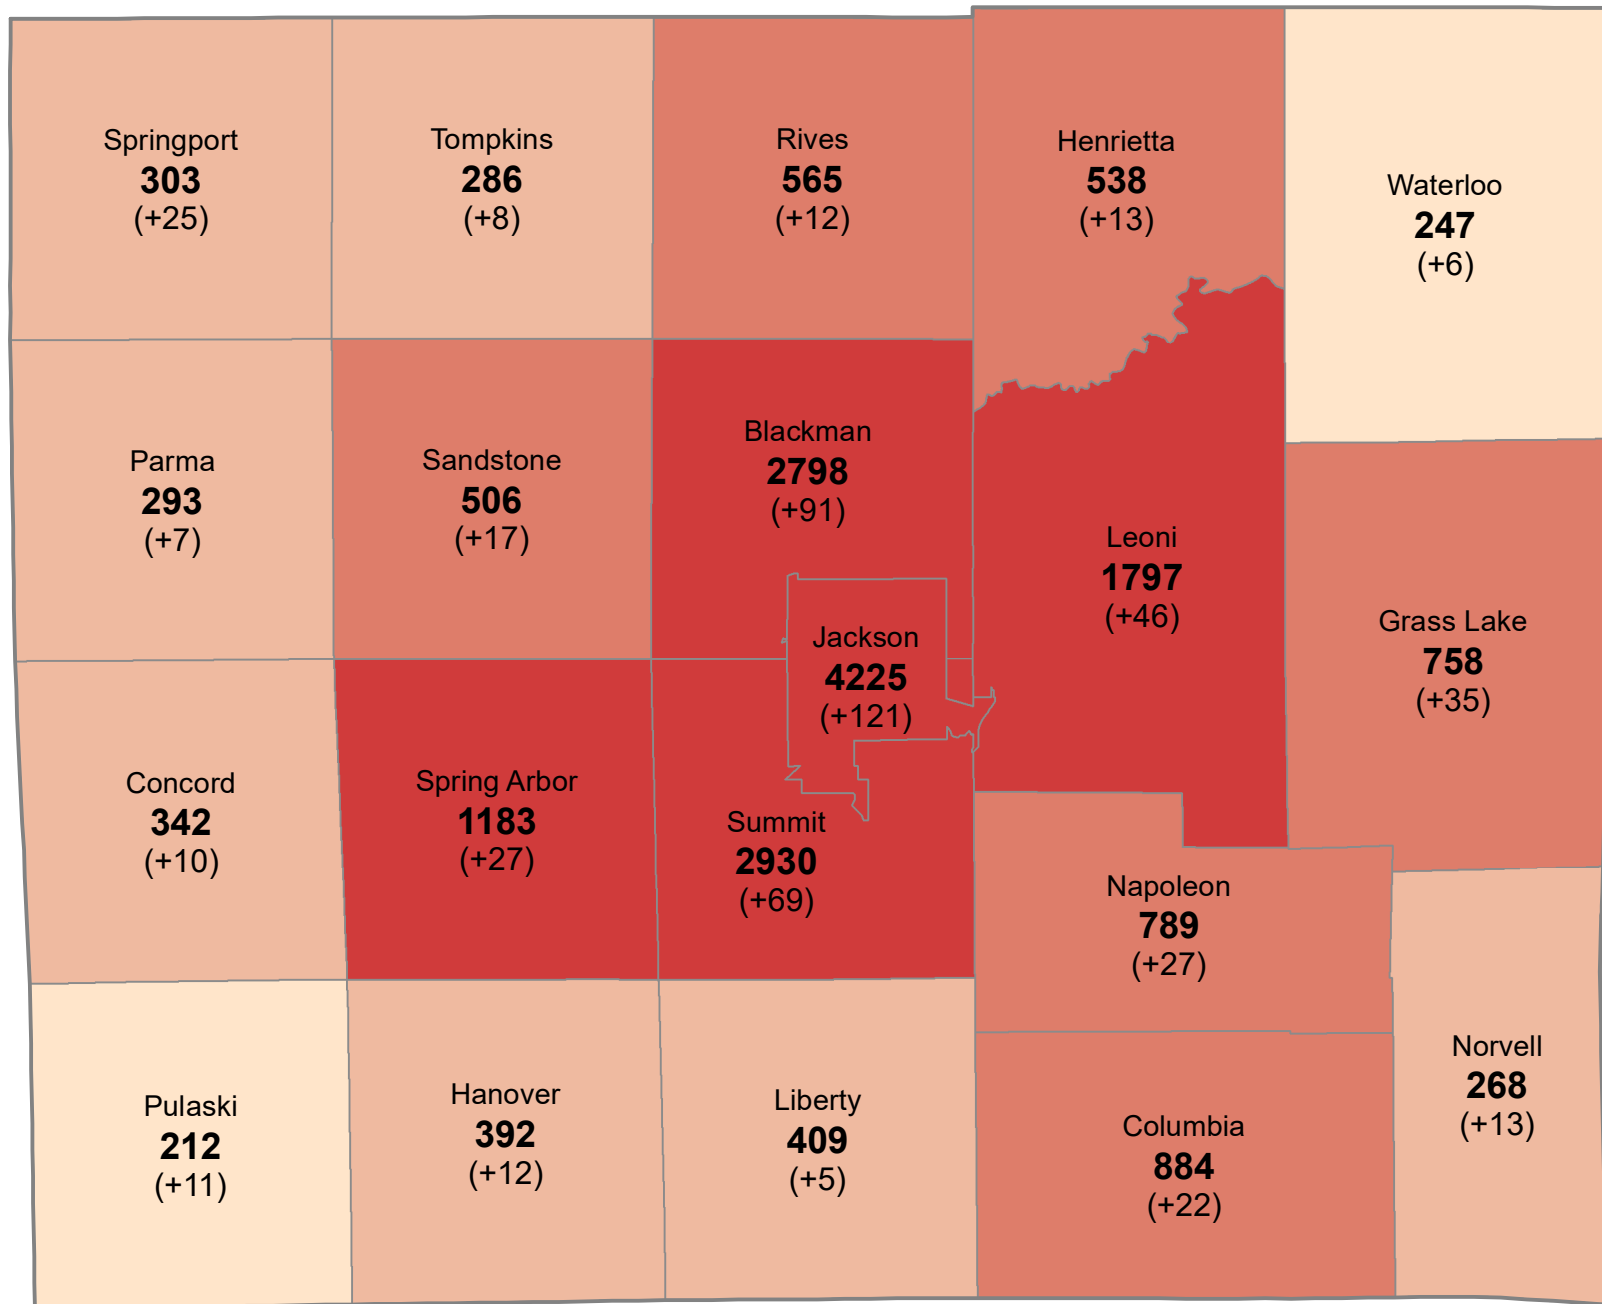 Springport
303
(+25)
Tompkins
286
(+8)
Rives
565
(+12)
Henrietta
538
(+13)
Waterloo
247
(+6)
Parma
293
(+7)
Sandstone
506
(+17)
Blackman
2798
(+91)
Leoni
1797
(+46)
Grass Lake
758
(+35)
Jackson
4225
(+121)
Concord
342
(+10)
Spring Arbor
1183
(+27)
Summit
2930
(+69)
Napoleon
789
(+27)
Norvell
268
(+13)
Pulaski
212
(+11)
Hanover
392
(+12)
Liberty
409
(+5)
Columbia
884
(+22)